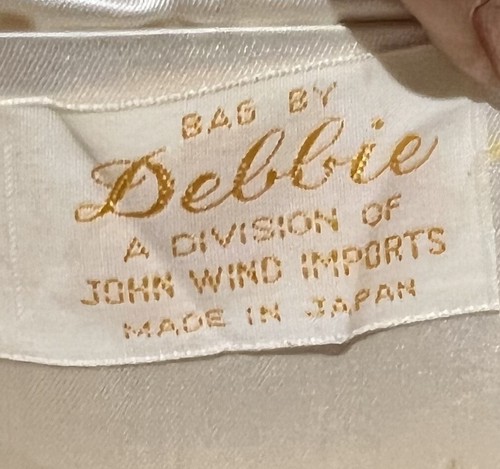 BAG BY
Debbie
A DIVISION OF
JOHN WIND IMPORTS
MADE IN JAPAN